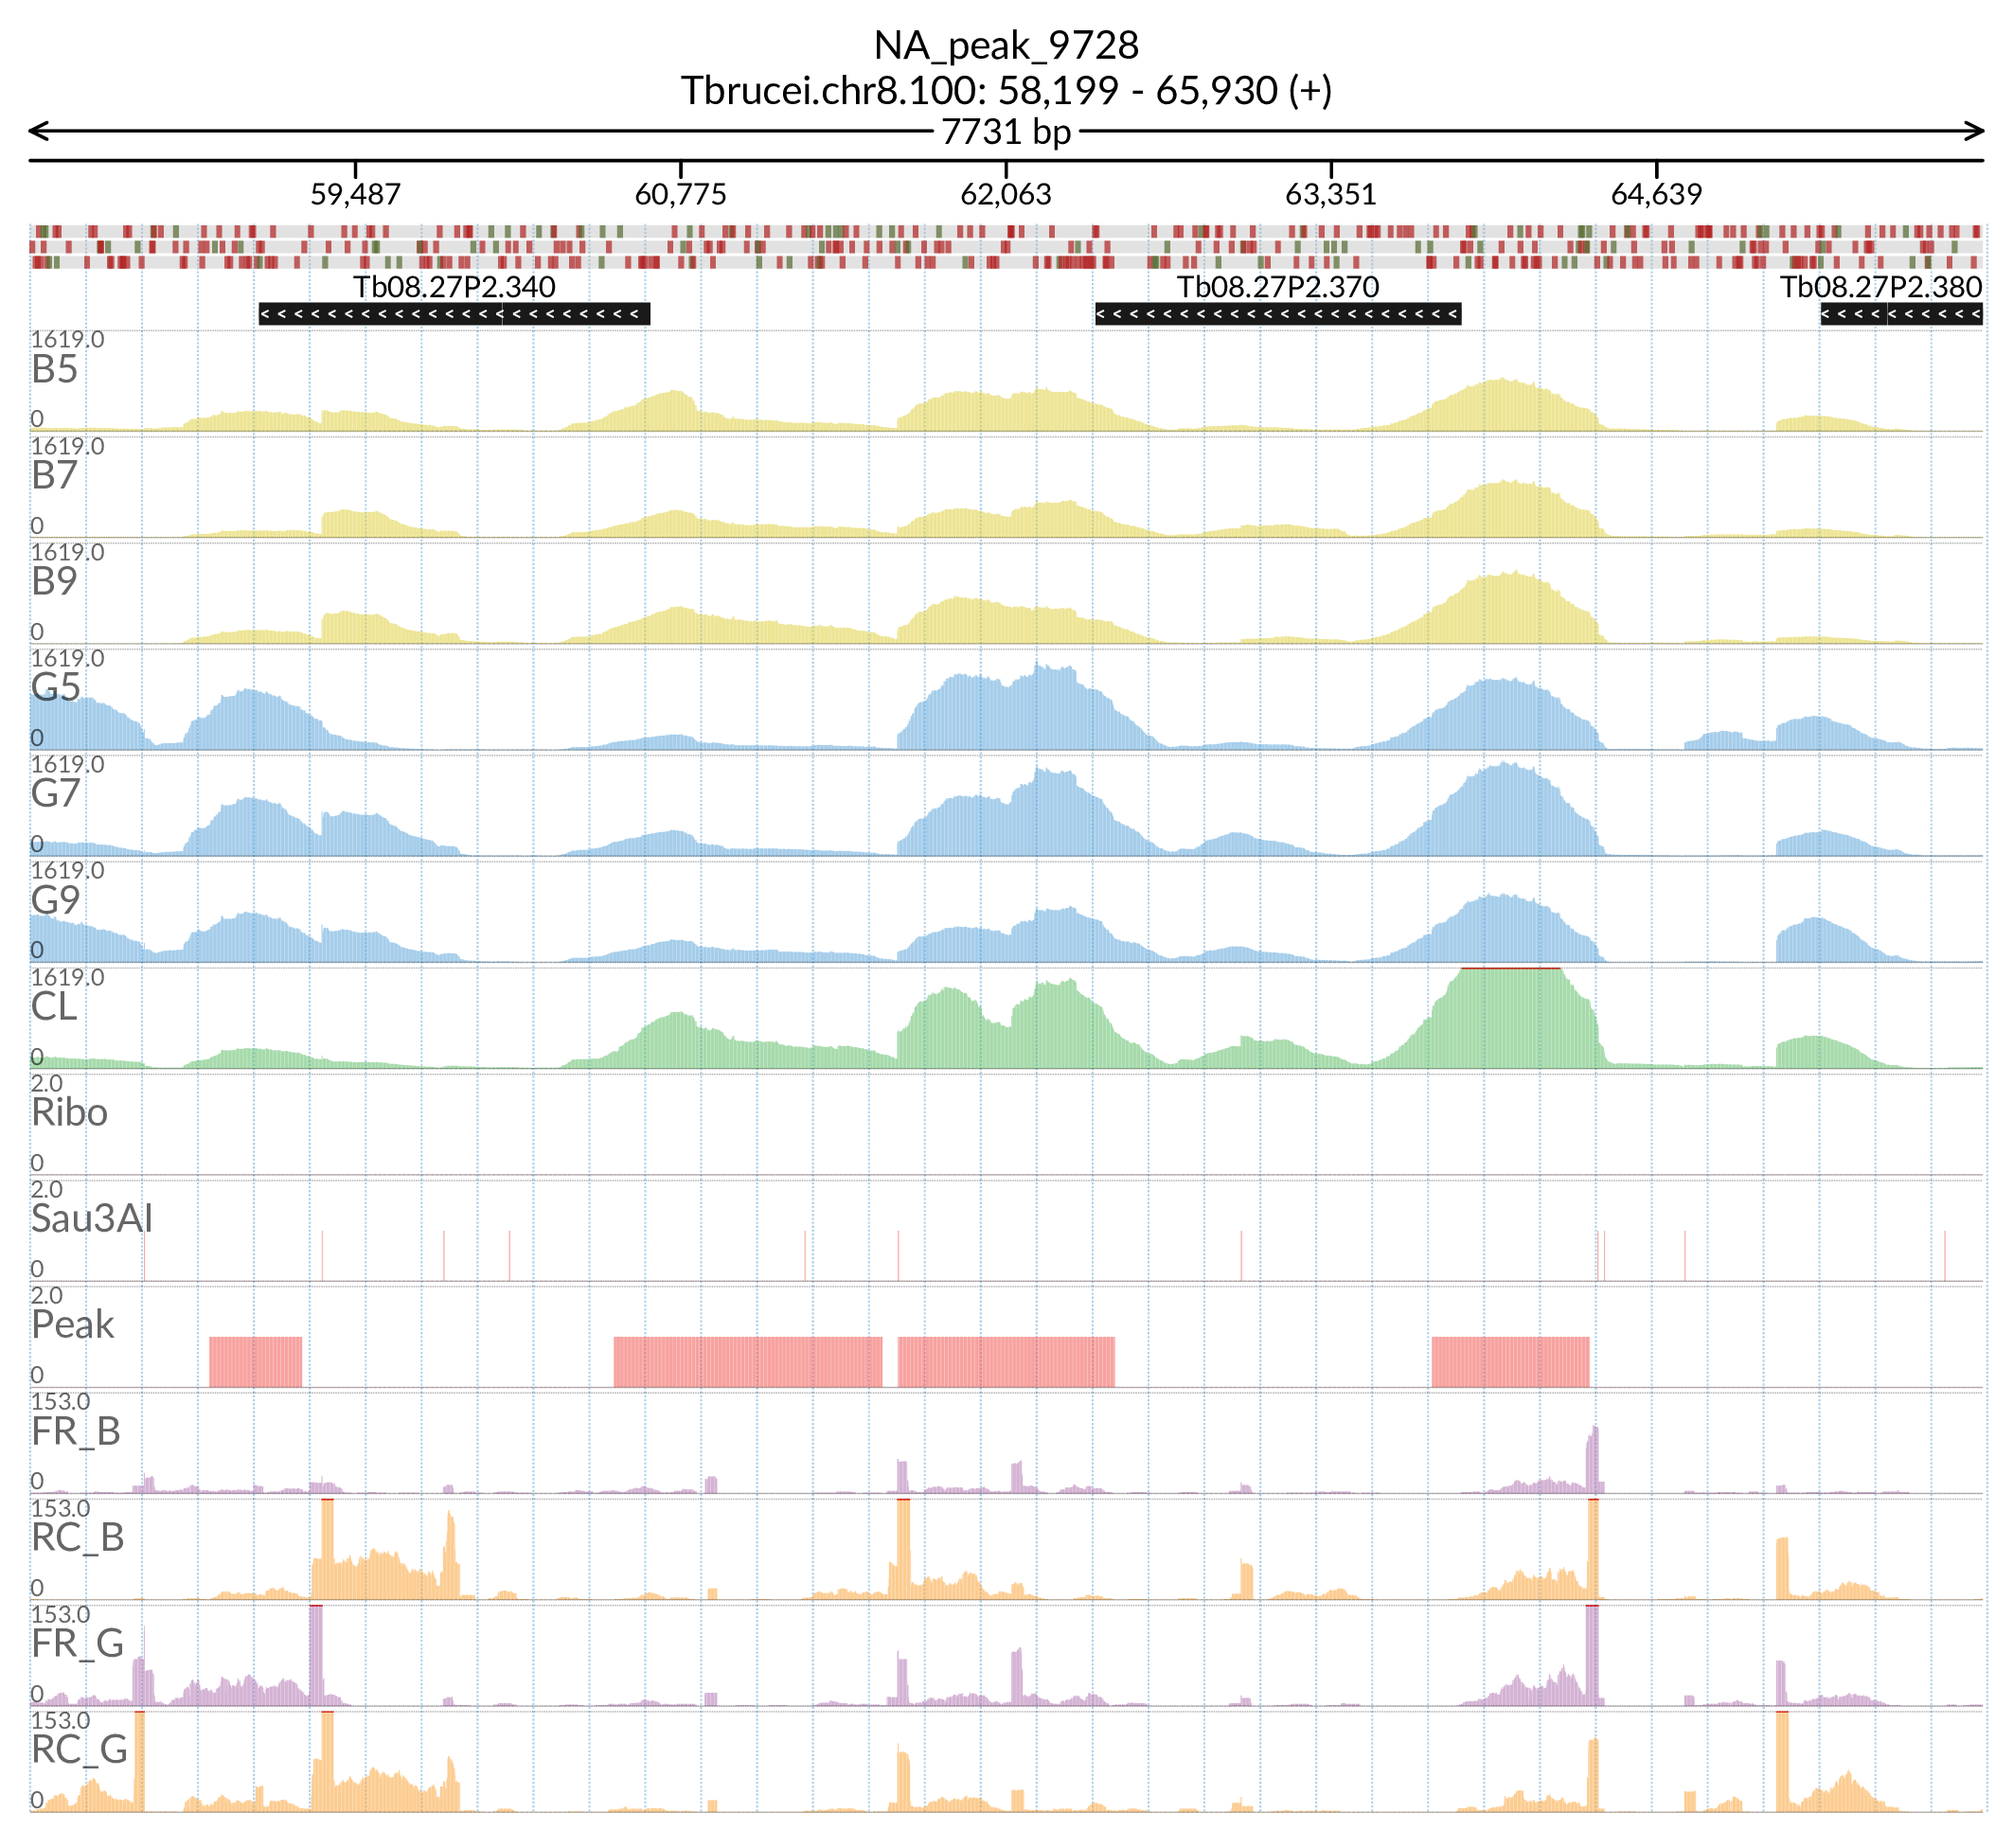 NA_peak_9728
Tbrucei.chr8.100: 58,199 - 65,930 (+)
7731 bp
59,487 60,775 62,063 63,351 64,639
Tb08.27P2.340 Tb08.27P2.370 Tb08.27P2.380
1619.0
B5
0
1619.0
B7
0
1619.0
B9
0
1619.0
G5
0
1619.0
G7
0
1619.0
G9
0
1619.0
CL
0
2.0
Ribo
0
2.0
Sau3AI
0
2.0
Peak
0
153.0
FR_B
0
153.0
RC_B
0
153.0
FR_G
0
153.0
RC_G
0